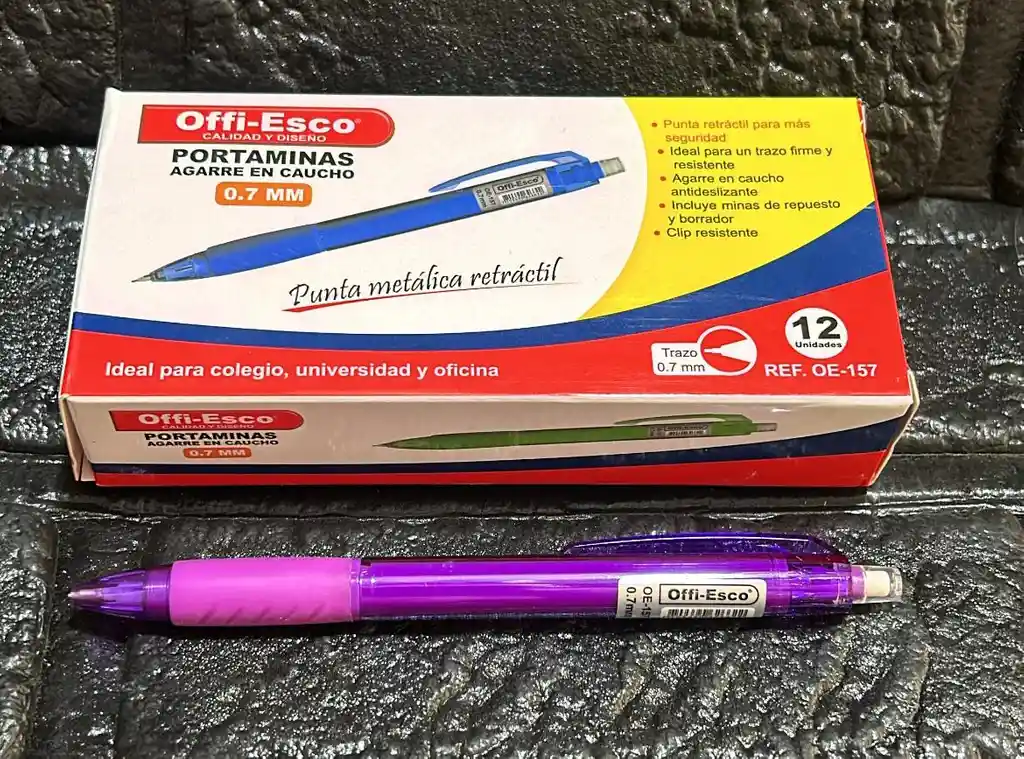 Offi-Esco®
CALIDAD Y DISEÑO
PORTAMINAS
AGARRE EN CAUCHO
0.7 MM
Offi-Esco
Punta metálica retráctil
• Punta retráctil para más
seguridad
• Ideal para un trazo firme y
resistente
• Agarre en caucho
antideslizante
• Incluye minas de repuesto
y borrador
• Clip resistente
Ideal para colegio, universidad y oficina
Trazo
0.7 mm
12
Unidades
REF. OE-157
Offi-Esco®
CALIDAD Y DISEÑO
PORTAMINAS
AGARRE EN CAUCHO
0.7 MM
OE-157
0.7mm
Offi-Esco®